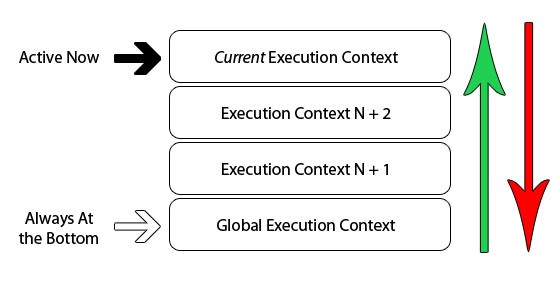 Active Now
Current Execution Context
Execution Context N + 2
Execution Context N + 1
Always At
the Bottom
Global Execution Context